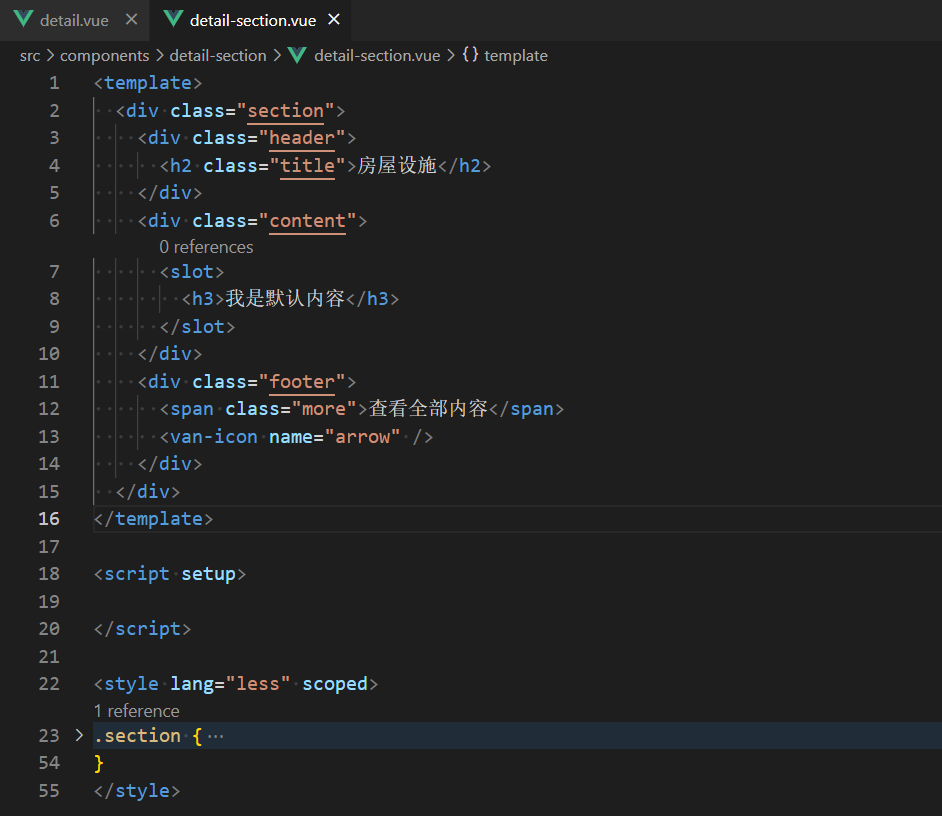 detail.vue detail-section.vue
src > components > detail-section > detail-section.vue > {} template
1 <template>
2 <div class="section">
3 <div class="header">
4 <h2 class="title">房屋设施</h2>
5 </div>
6 <div class="content">
0 references
7 <slot>
8 <h3>我是默认内容</h3>
9 </slot>
10 </div>
11 <div class="footer">
12 <span class="more">查看全部内容</span>
13 <van-icon name="arrow" />
14 </div>
15 </div>
16 </template>
17
18 <script setup>
19
20 </script>
21
22 <style lang="less" scoped>
1 reference
23 .section { ⋯
54 }
55 </style>